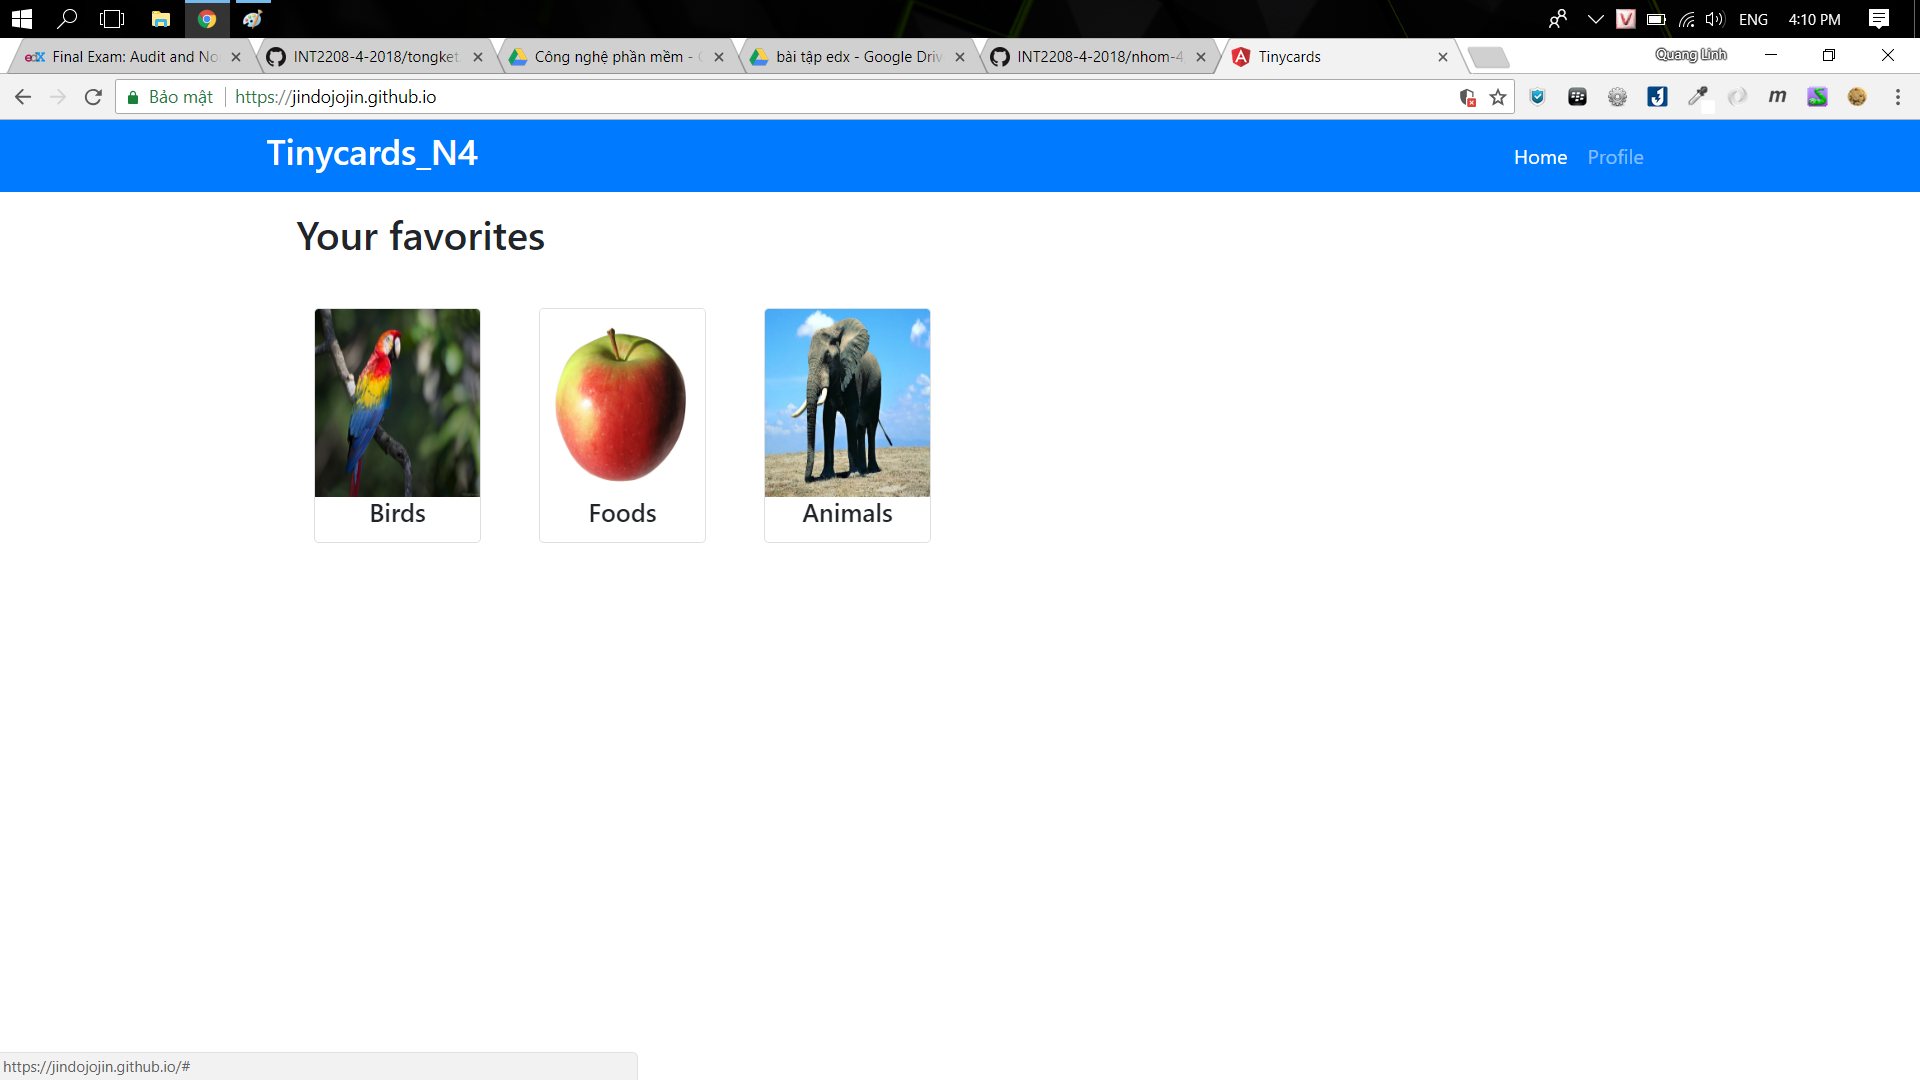 ENG
4:10 PM
Final Exam: Audit and No
INT2208-4-2018/tongket
Công nghệ phần mềm -
bài tập edx - Google Driv
INT2208-4-2018/nhom-4
Tinycards
Quang Linh
Bảo mật
https://jindojojin.github.io
Tinycards_N4
Home
Profile
Your favorites
Birds
Foods
Animals
https://jindojojin.github.io/#